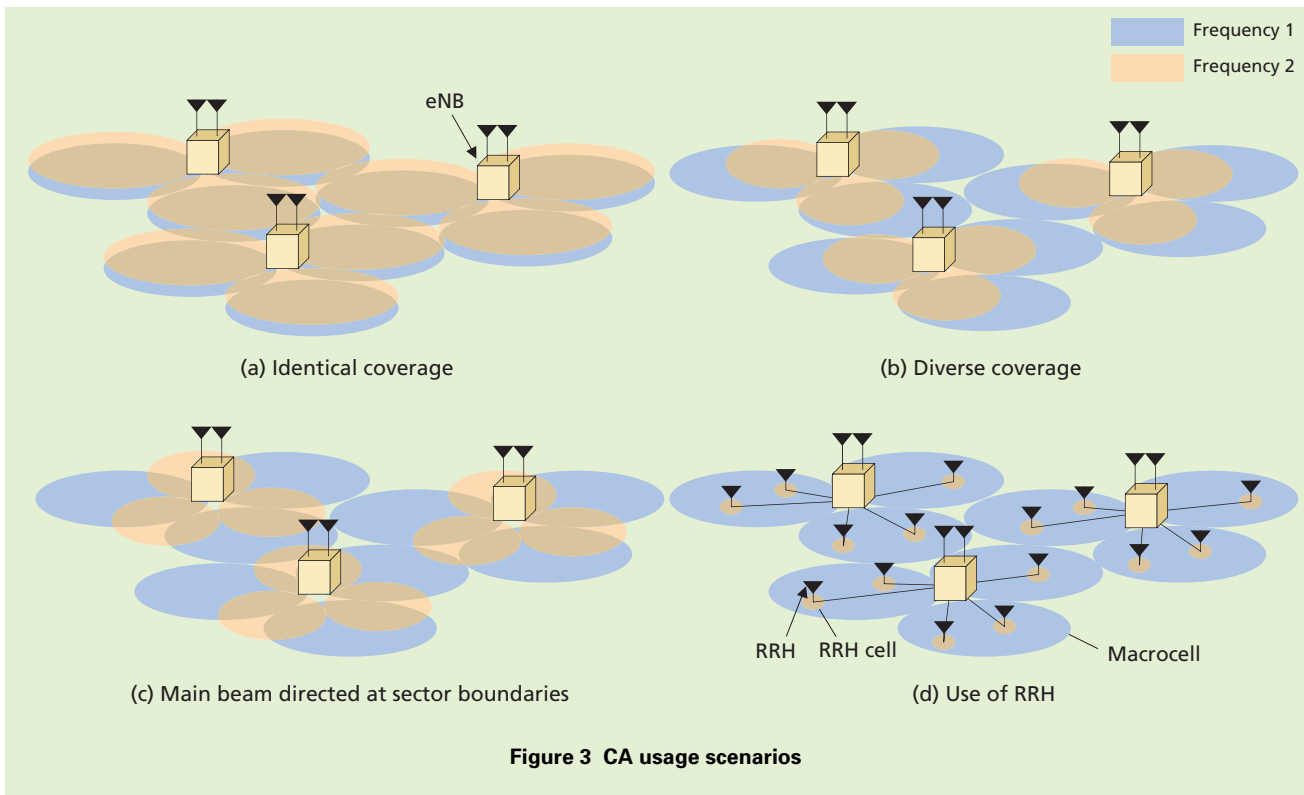 Frequency 1
Frequency 2
eNB
(a) Identical coverage
(b) Diverse coverage
RRH
RRH cell
Macrocell
(c) Main beam directed at sector boundaries
(d) Use of RRH
Figure 3 CA usage scenarios